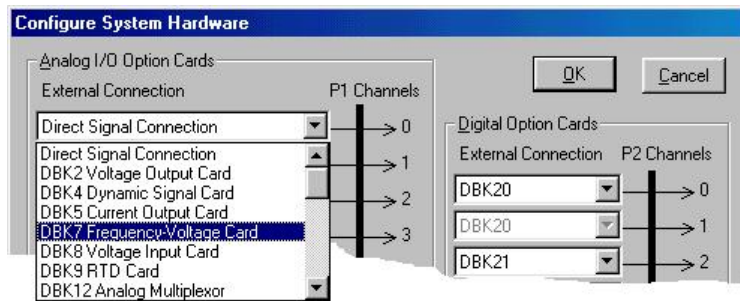 Configure System Hardware
Analog I/O Option Cards
External Connection P1 Channels
Direct Signal Connection 0
Direct Signal Connection
DBK2 Voltage Output Card 1
DBK4 Dynamic Signal Card
DBK5 Current Output Card 2
DBK7 Frequency-Voltage Card 3
DBK8 Voltage Input Card
DBK9 RTD Card
DBK12 Analog Multiplexor
OK Cancel
Digital Option Cards
External Connection P2 Channels
DBK20 0
DBK20 1
DBK21 2